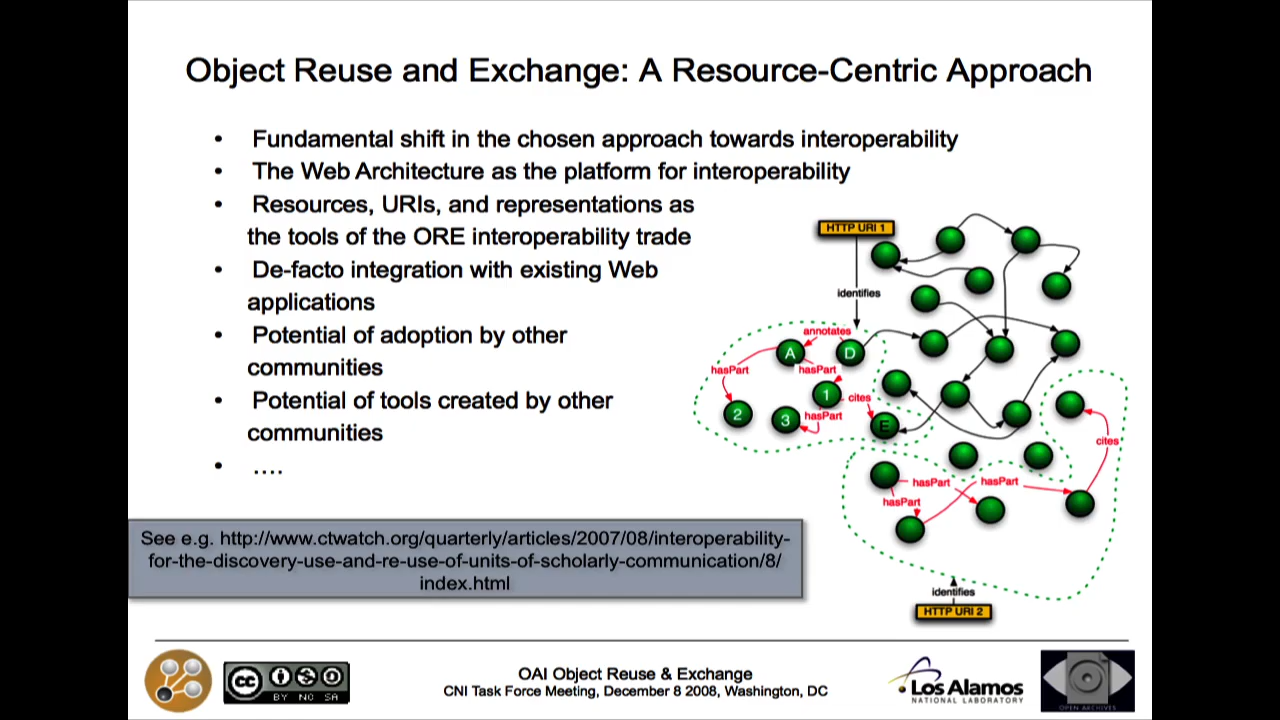 Object Reuse and Exchange: A Resource-Centric Approach
• Fundamental shift in the chosen approach towards interoperability
• The Web Architecture as the platform for interoperability
• Resources, URIs, and representations as
the tools of the ORE interoperability trade
• De-facto integration with existing Web
applications
• Potential of adoption by other
communities
• Potential of tools created by other
communities
• ....
HTTP URI 1
identifies
annotates
A
D
hasPart
hasPart
1
cites
2
3
hasPart
E
cites
hasPart
hasPart
hasPart
identifies
HTTP URI 2
See e.g. http://www.ctwatch.org/quarterly/articles/2007/08/interoperability-
for-the-discovery-use-and-re-use-of-units-of-scholarly-communication/8/
index.html
cc
BY NC SA
OAI Object Reuse & Exchange
CNI Task Force Meeting, December 8 2008, Washington, DC
Los Alamos
NATIONAL LABORATORY
OPEN ARCHIVES